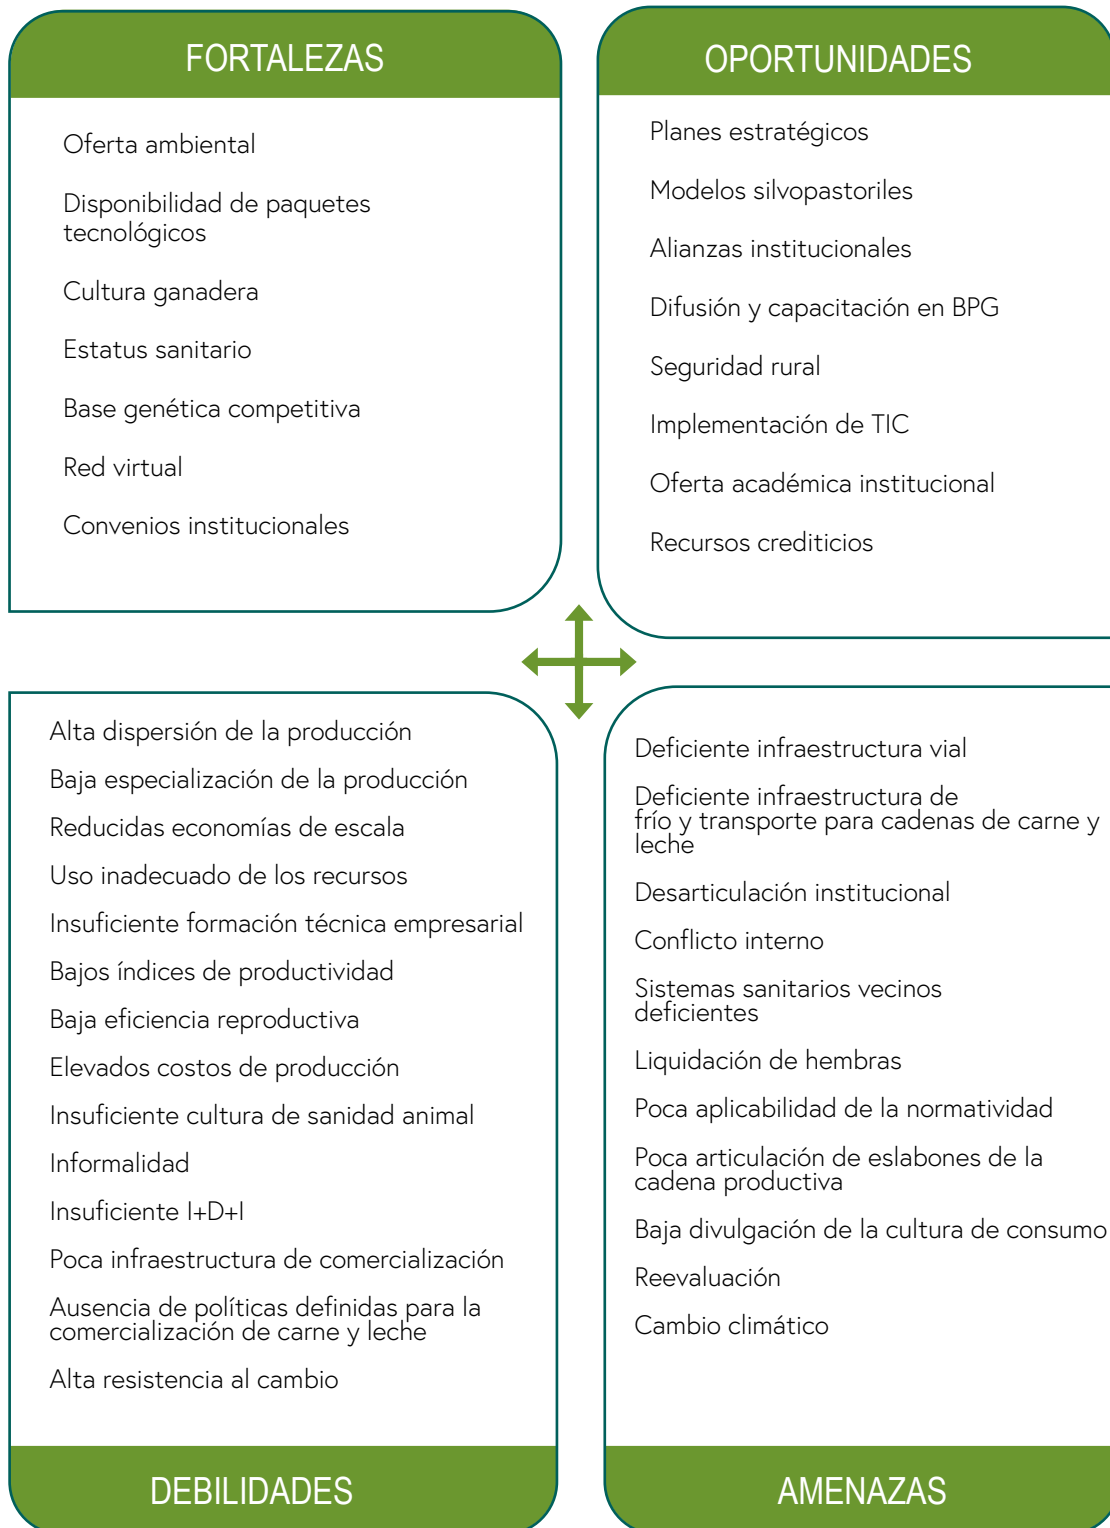 FORTALEZAS
Oferta ambiental
Disponibilidad de paquetes
tecnológicos
Cultura ganadera
Estatus sanitario
Base genética competitiva
Red virtual
Convenios institucionales
OPORTUNIDADES
Planes estratégicos
Modelos silvopastoriles
Alianzas institucionales
Difusión y capacitación en BPG
Seguridad rural
Implementación de TIC
Oferta académica institucional
Recursos crediticios
Alta dispersión de la producción
Baja especialización de la producción
Reducidas economías de escala
Uso inadecuado de los recursos
Insuficiente formación técnica empresarial
Bajos índices de productividad
Baja eficiencia reproductiva
Elevados costos de producción
Insuficiente cultura de sanidad animal
Informalidad
Insuficiente I+D+I
Poca infraestructura de comercialización
Ausencia de políticas definidas para la
comercialización de carne y leche
Alta resistencia al cambio
DEBILIDADES
Deficiente infraestructura vial
Deficiente infraestructura de
frío y transporte para cadenas de carne y
leche
Desarticulación institucional
Conflicto interno
Sistemas sanitarios vecinos
deficientes
Liquidación de hembras
Poca aplicabilidad de la normatividad
Poca articulación de eslabones de la
cadena productiva
Baja divulgación de la cultura de consumo
Reevaluación
Cambio climático
AMENAZAS